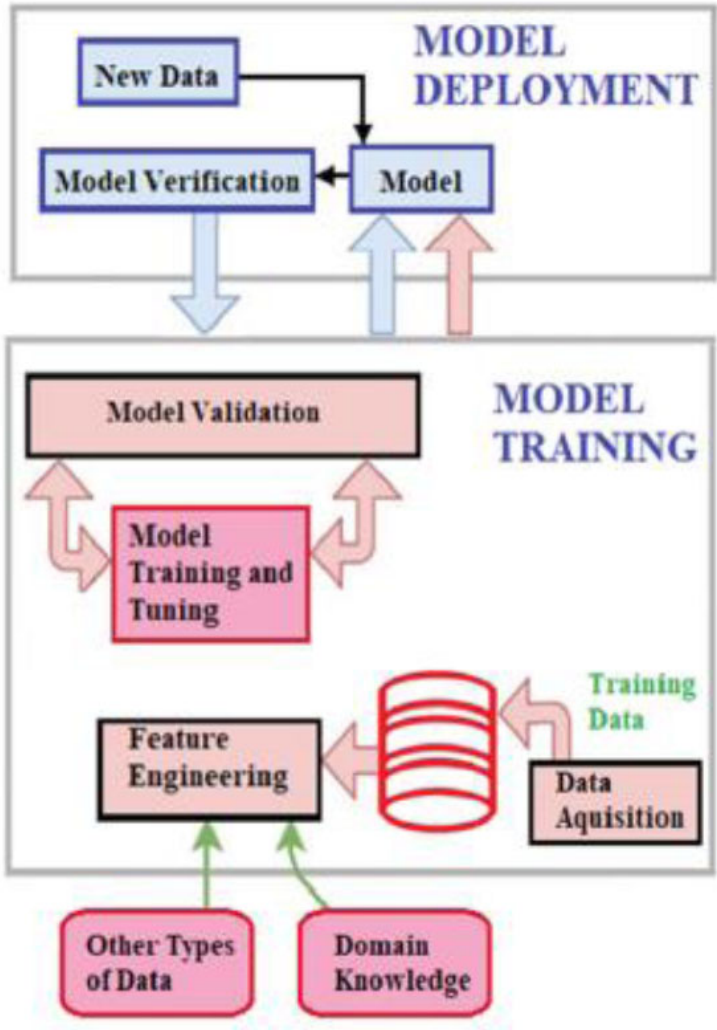 MODEL
DEPLOYMENT
New Data
Model Verification
Model
MODEL
TRAINING
Model Validation
Model
Training and
Tuning
Training
Data
Feature
Engineering
Data
Aquisition
Other Types
of Data
Domain
Knowledge